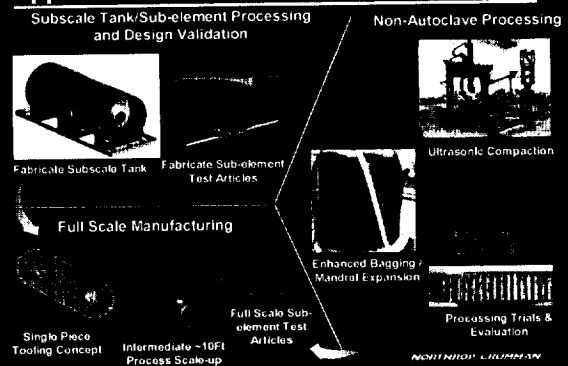 Subscale Tank/Sub-element Processing
and Design Validation
Non-Autoclave Processing
Fabricate Subscale Tank
Fabricate Sub-element
Test Articles
Ultrasonic Compaction
Full Scale Manufacturing
Enhanced Bagging /
Mandrel Expansion
Single Piece
Tooling Concept
Intermediate ~10Ft
Process Scale-up
Full Scale Sub-
element Test
Articles
Processing Trials &
Evaluation
NORTHROP GRUMMAN